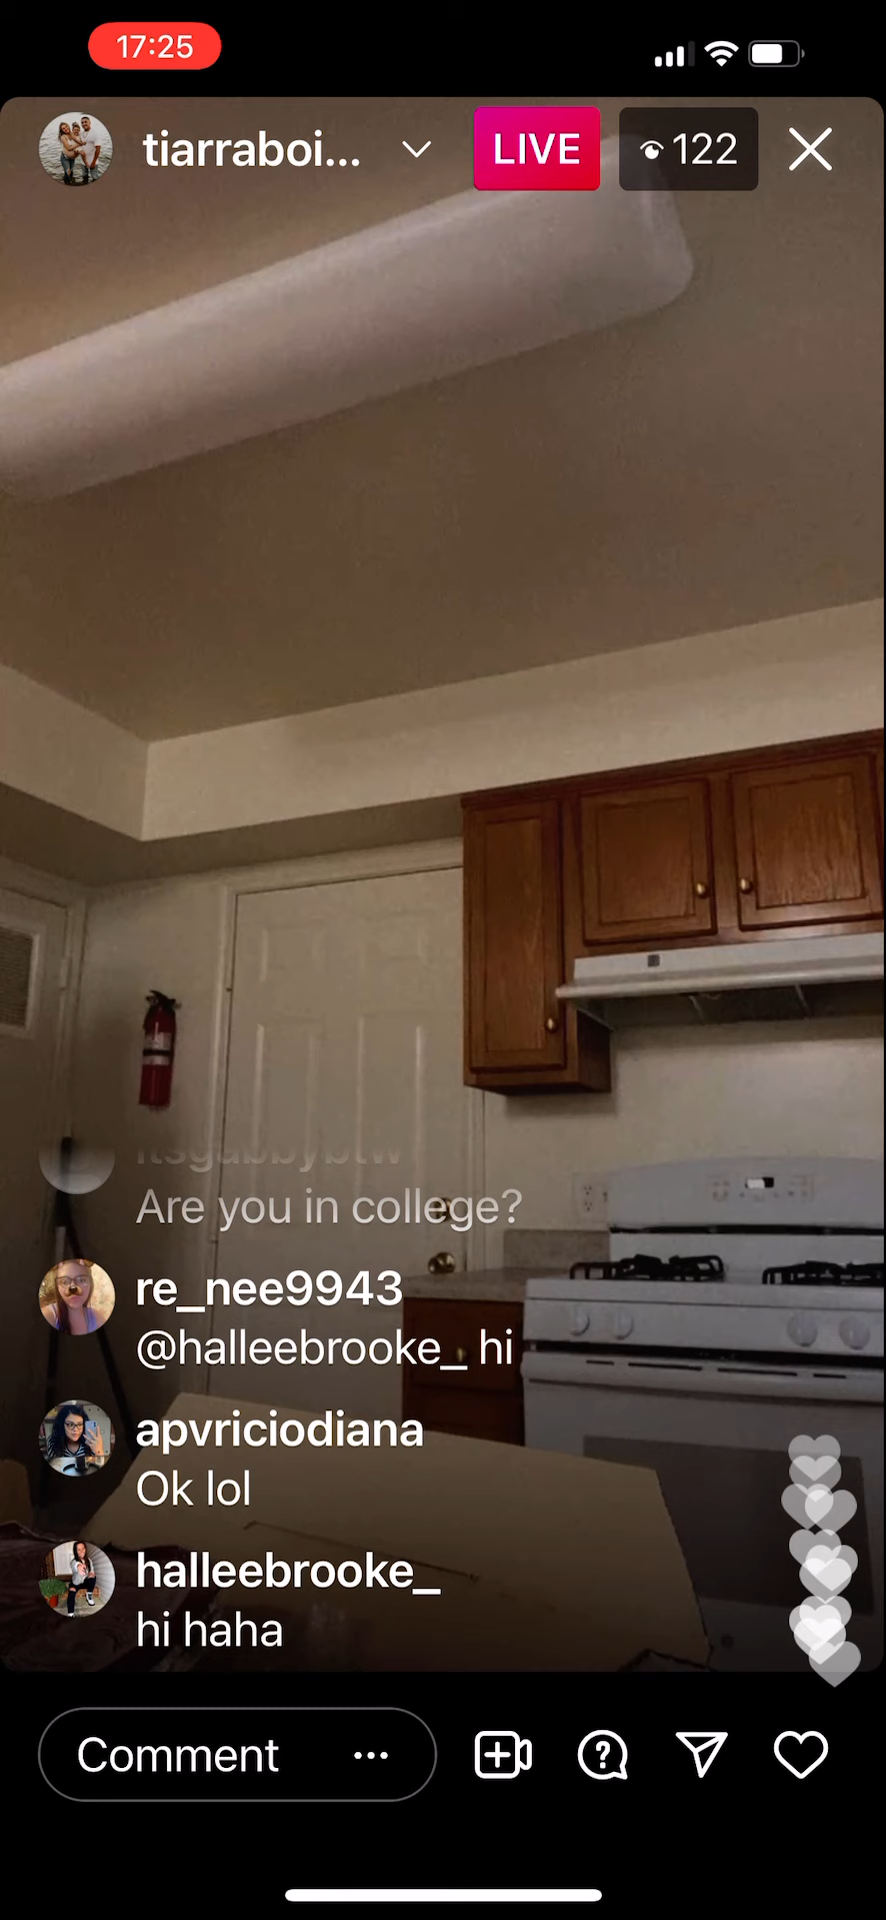 17:25
tiarraboi...
LIVE
122
itsgabbybtw
Are you in college?
re_nee9943
@halleebrooke_ hi
apvriciodiana
Ok lol
halleebrooke_
hi haha
Comment